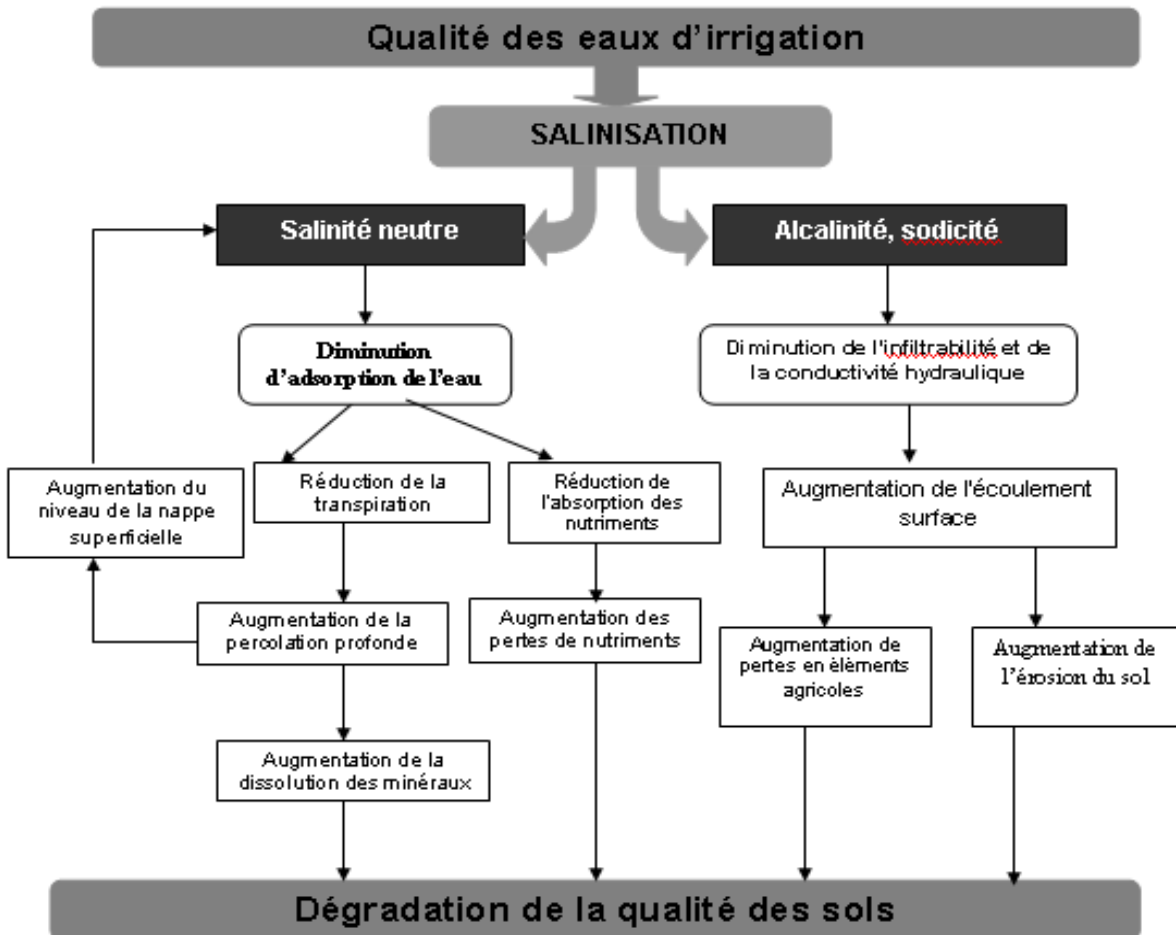 Qualité des eaux d'irrigation
SALINISATION
Salinité neutre
Alcalinité, sodicité
Diminution
d'adsorption de l'eau
Diminution de l'infiltrabilité et de
la conductivité hydraulique
Augmentation du
niveau de la nappe
superficielle
Réduction de la
transpiration
Réduction de
l'absorption des
nutriments
Augmentation de l'écoulement
surface
Augmentation de la
percolation profonde
Augmentation des
pertes de nutriments
Augmentation de
pertes en élèments
agricoles
Augmentation de
l'érosion du sol
Augmentation de la
dissolution des minéraux
Dégradation de la qualité des sols